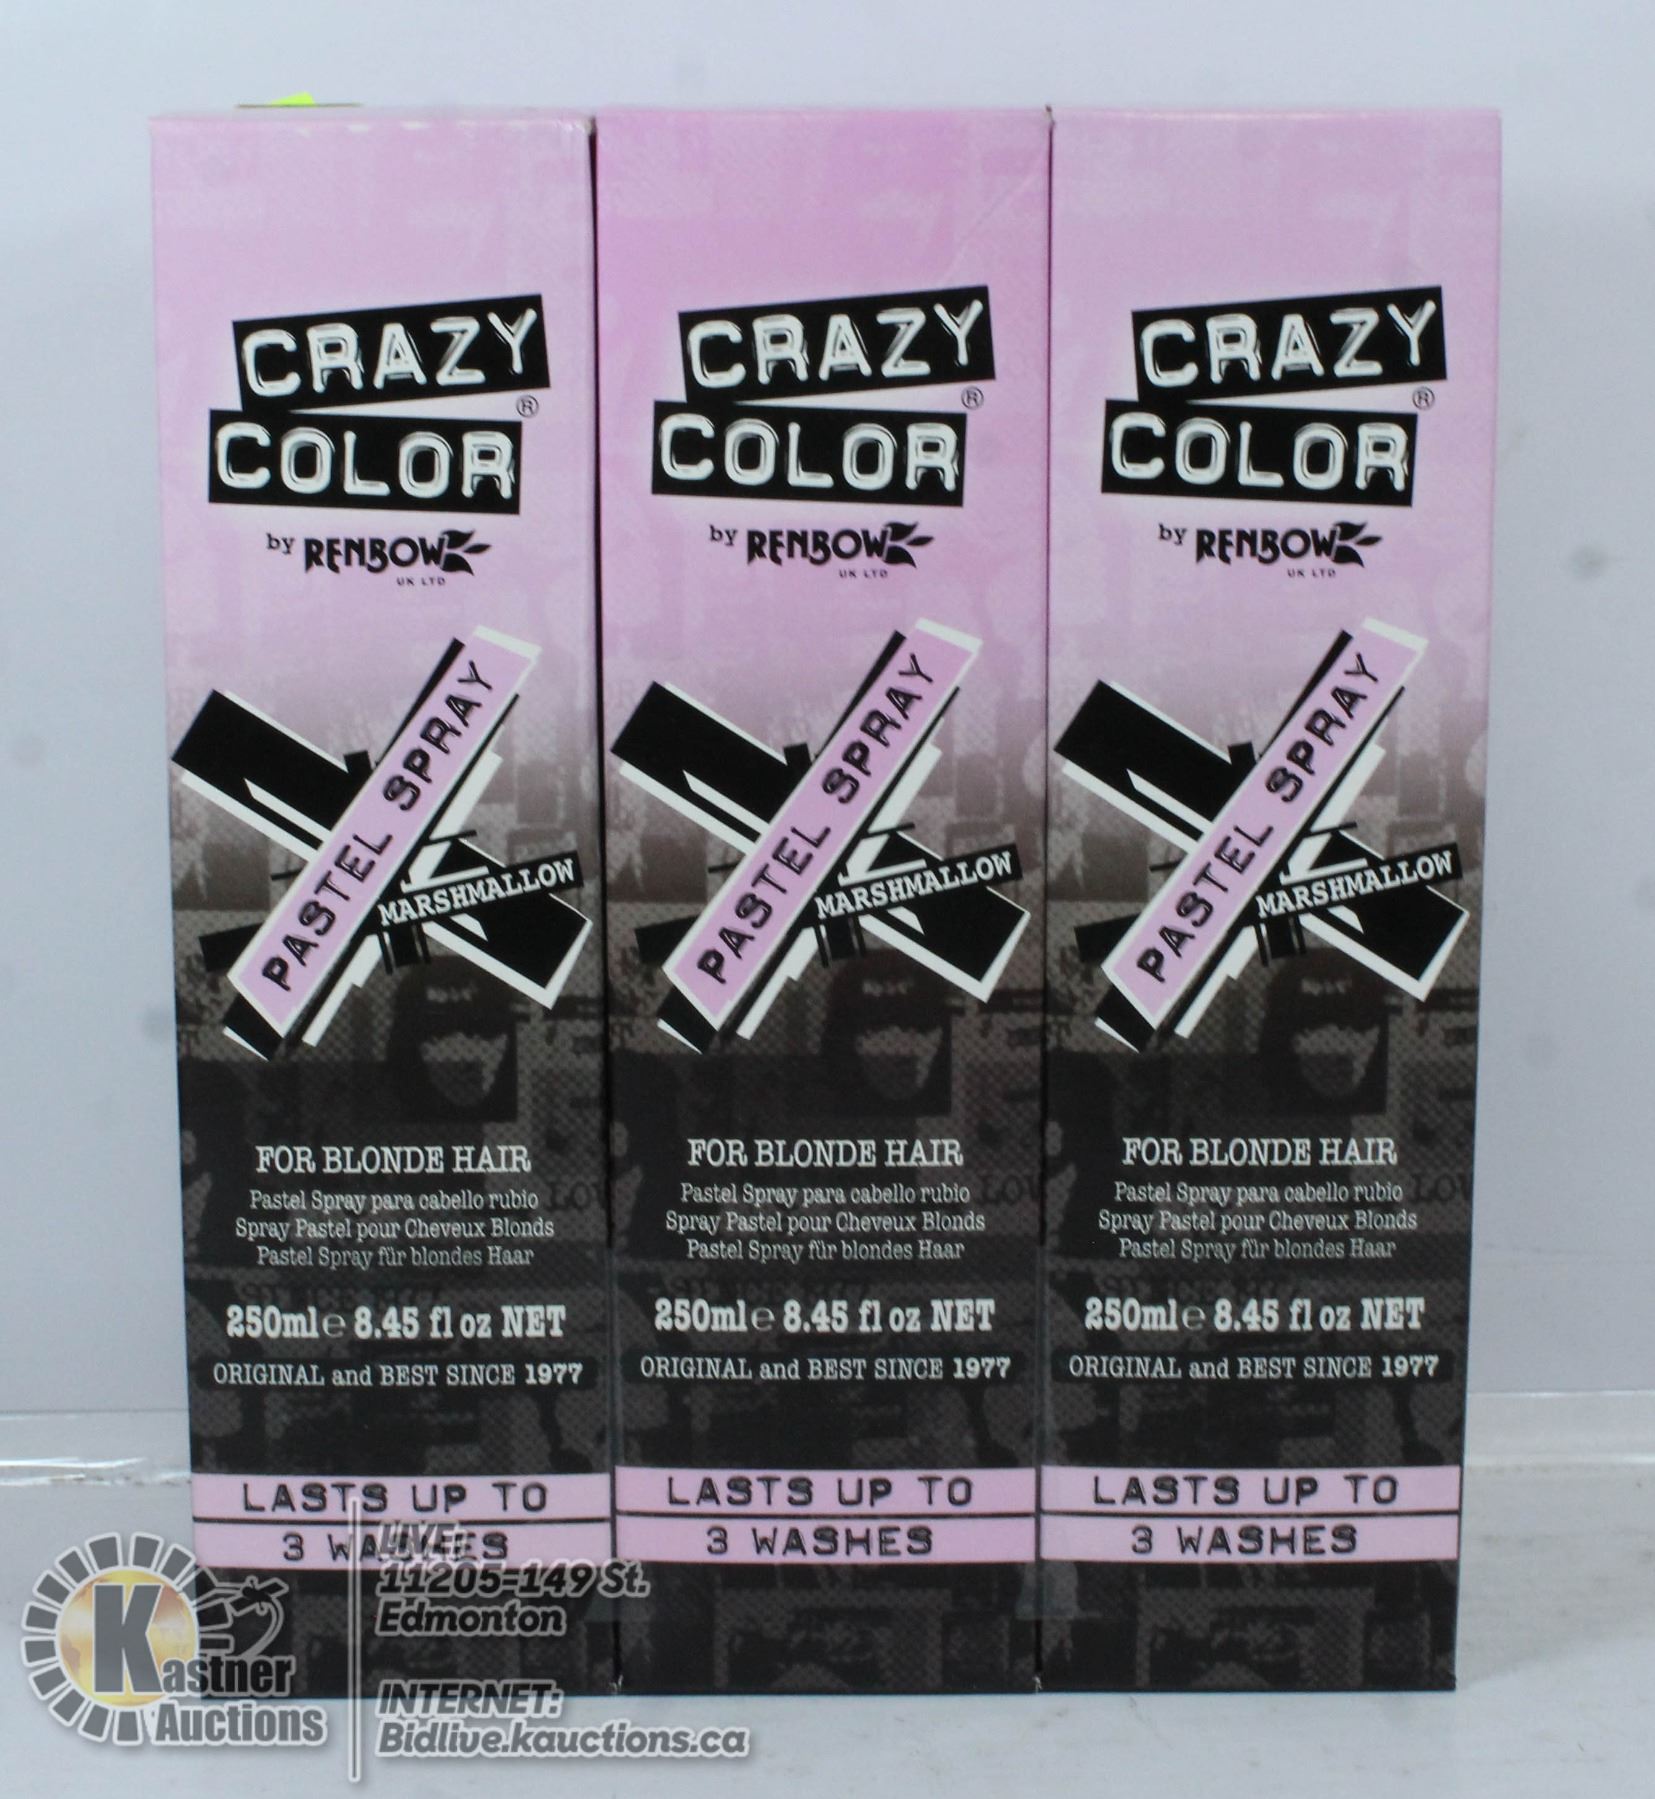 CRAZY
COLOR
®
by RENBOW
UK LTD
PASTEL SPRAY
MARSHMALLOW
FOR BLONDE HAIR
Pastel Spray para cabello rubio
Spray Pastel pour Cheveux Blonds
Pastel Spray für blondes Haar
250ml e 8.45 fl oz NET
ORIGINAL and BEST SINCE 1977
LASTS UP TO
3 WASHES
CRAZY
COLOR
®
by RENBOW
UK LTD
PASTEL SPRAY
MARSHMALLOW
FOR BLONDE HAIR
Pastel Spray para cabello rubio
Spray Pastel pour Cheveux Blonds
Pastel Spray für blondes Haar
250ml e 8.45 fl oz NET
ORIGINAL and BEST SINCE 1977
LASTS UP TO
3 WASHES
CRAZY
COLOR
®
by RENBOW
UK LTD
PASTEL SPRAY
MARSHMALLOW
FOR BLONDE HAIR
Pastel Spray para cabello rubio
Spray Pastel pour Cheveux Blonds
Pastel Spray für blondes Haar
250ml e 8.45 fl oz NET
ORIGINAL and BEST SINCE 1977
LASTS UP TO
3 WASHES
Kastner
Auctions
LIVE:
11205-149 St.
Edmonton
INTERNET:
Bidlive.kauctions.ca